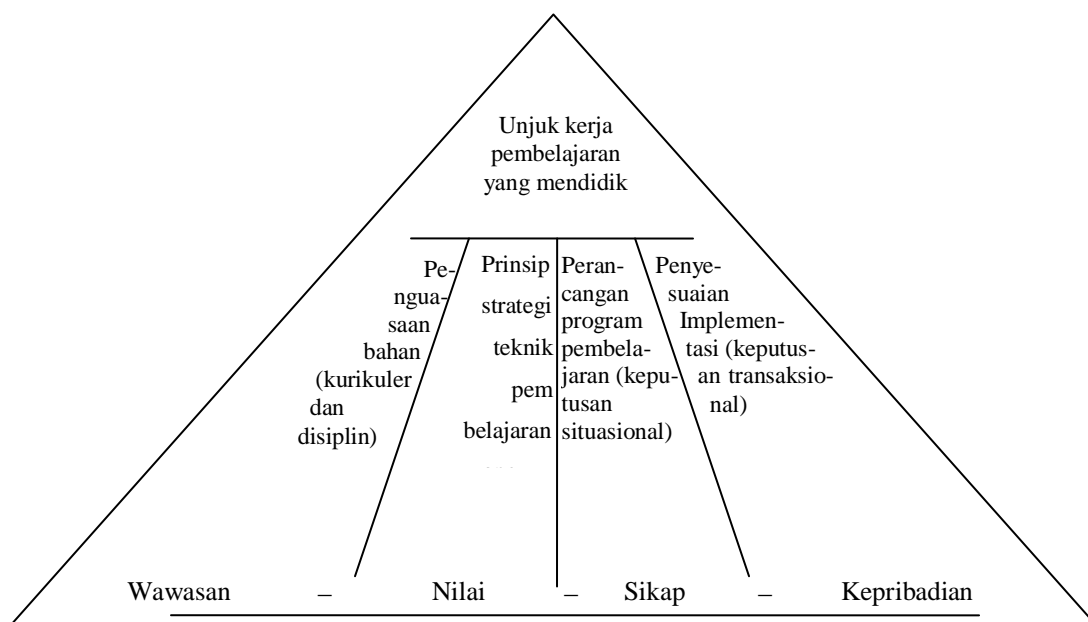 Unjuk kerja
pembelajaran
yang mendidik
Pe-
ngua-
saan
bahan
(kurikuler
dan
disiplin)
Prinsip
strategi
teknik
pem
belajaran
Peran-
cangan
program
pembela-
jaran (kepu-
tusan
situasional)
Penye-
suaian
Implemen-
tasi (keputus-
an transaksio-
nal)
Wawasan – Nilai – Sikap – Kepribadian